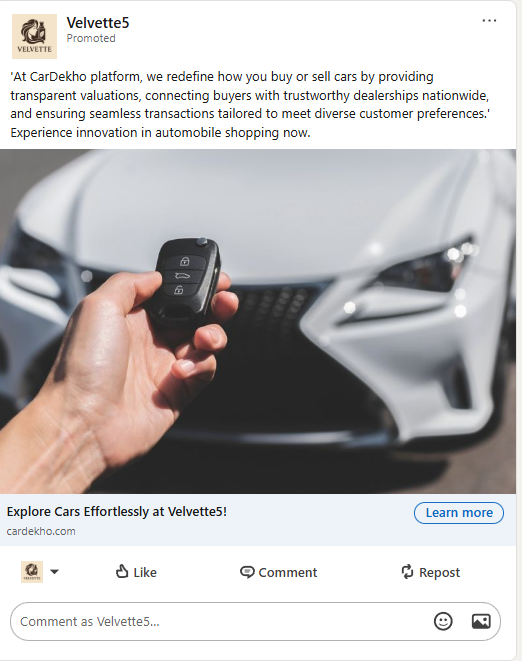 Velvette5
Promoted
VELVETTE
'At CarDekho platform, we redefine how you buy or sell cars by providing
transparent valuations, connecting buyers with trustworthy dealerships nationwide,
and ensuring seamless transactions tailored to meet diverse customer preferences.'
Experience innovation in automobile shopping now.
Explore Cars Effortlessly at Velvette5!
cardekho.com
Learn more
VELVETTE
Like
Comment
Repost
Comment as Velvette5...